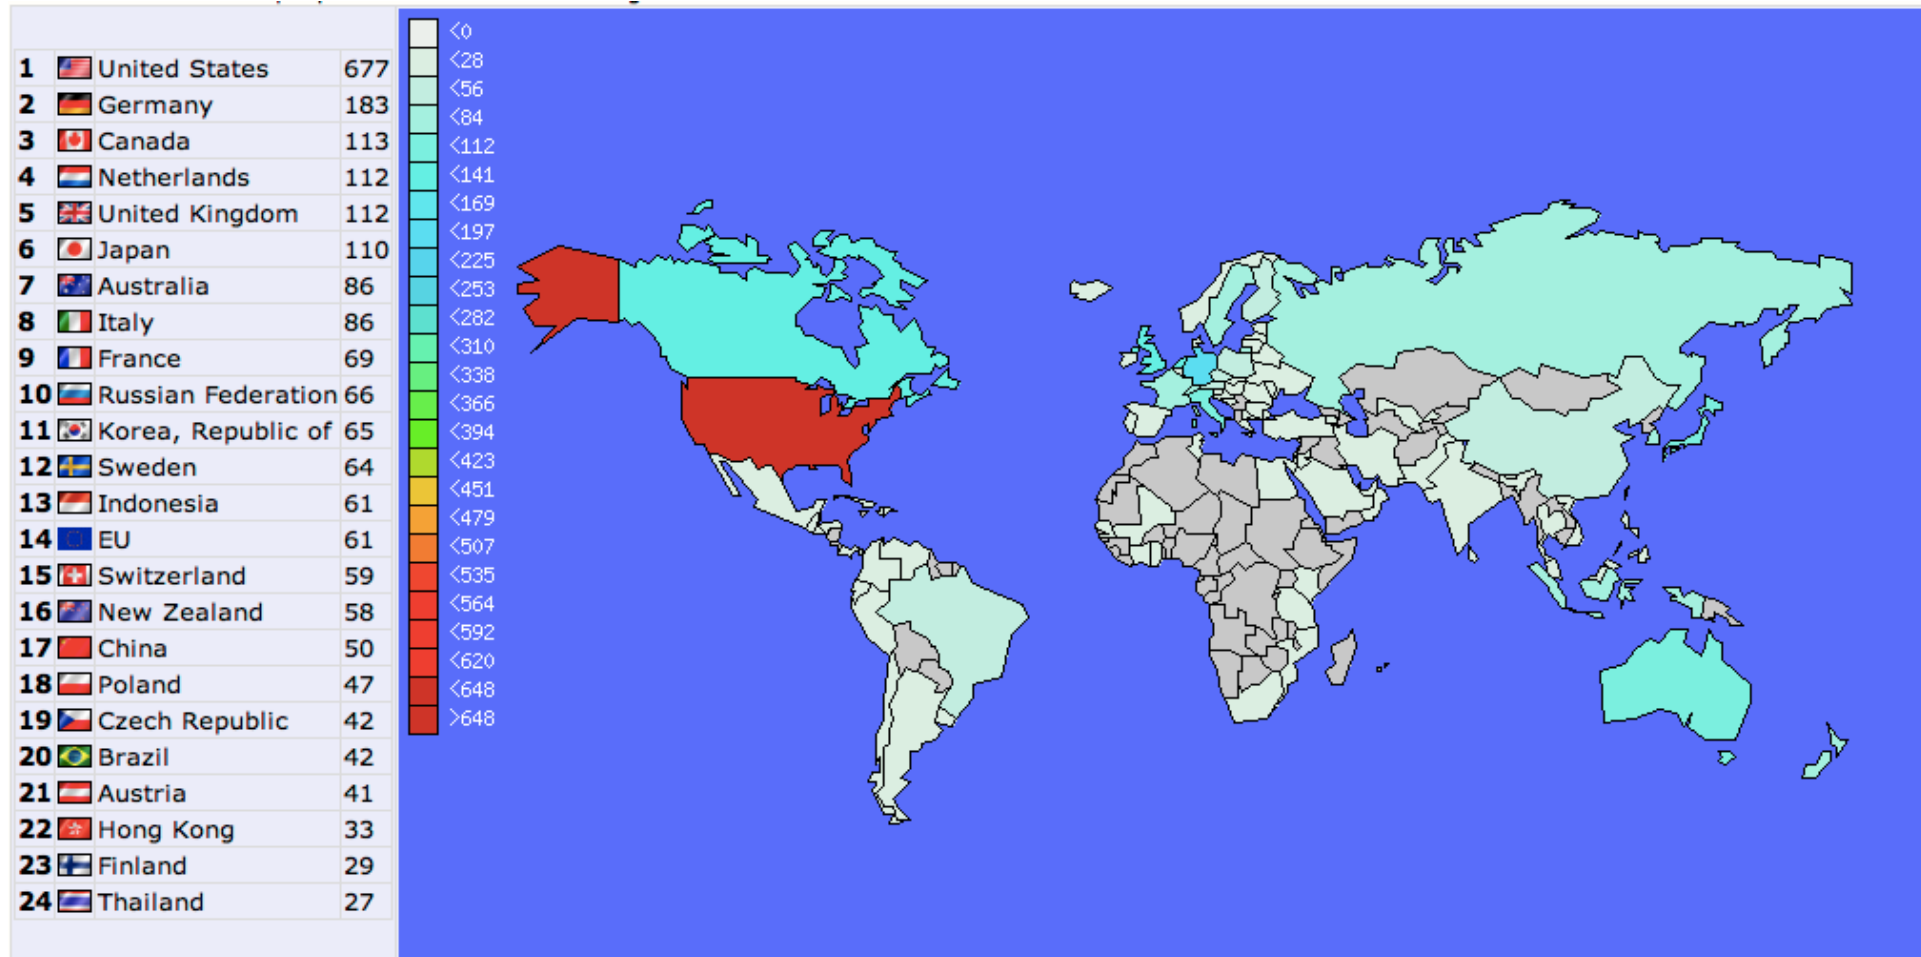 1 United States 677
2 Germany 183
3 Canada 113
4 Netherlands 112
5 United Kingdom 112
6 Japan 110
7 Australia 86
8 Italy 86
9 France 69
10 Russian Federation 66
11 Korea, Republic of 65
12 Sweden 64
13 Indonesia 61
14 EU 61
15 Switzerland 59
16 New Zealand 58
17 China 50
18 Poland 47
19 Czech Republic 42
20 Brazil 42
21 Austria 41
22 Hong Kong 33
23 Finland 29
24 Thailand 27
<0
<28
<56
<84
<112
<141
<169
<197
<225
<253
<282
<310
<338
<366
<394
<423
<451
<479
<507
<535
<564
<592
<620
<648
>648